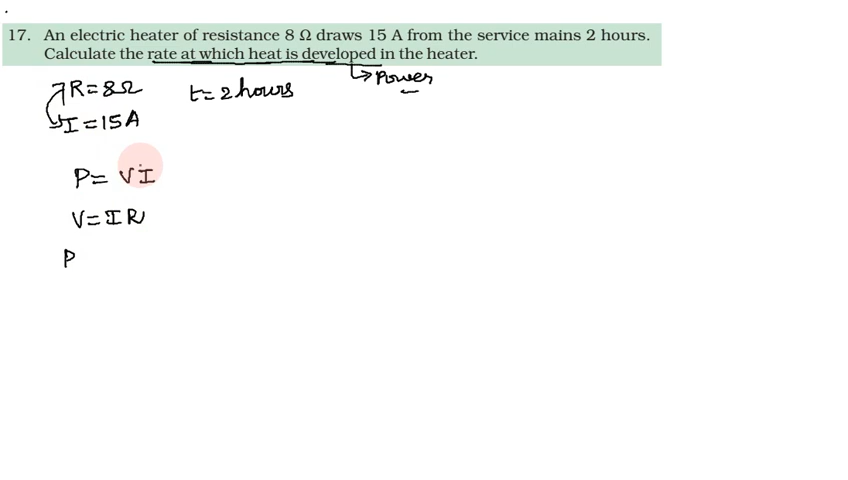 17. An electric heater of resistance 8 Ω draws 15 A from the service mains 2 hours.
Calculate the rate at which heat is developed in the heater.
Power
R = 8Ω
t = 2 hours
I = 15A
P = VI
V = IR
P